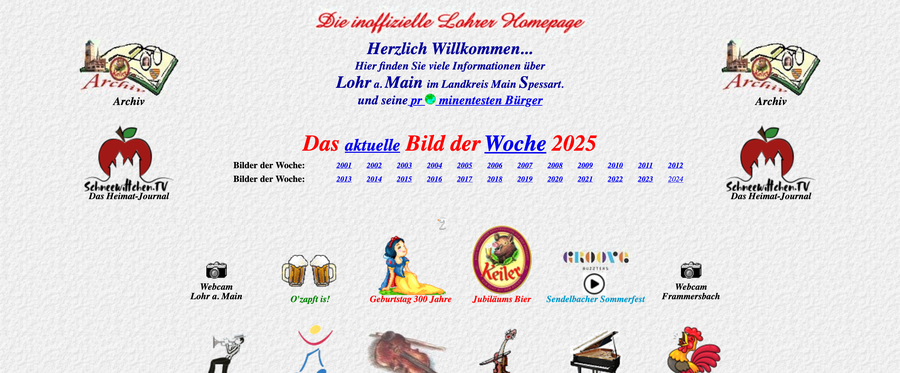 Die inoffizielle Lohrer Homepage
Herzlich Willkommen...
Hier finden Sie viele Informationen über
Lohr a. Main im Landkreis Main Spessart.
und seine pr minentesten Bürger
Archiv
Archiv
Archiv
Archiv
Das aktuelle Bild der Woche 2025
Bilder der Woche: 2001 2002 2003 2004 2005 2006 2007 2008 2009 2010 2011 2012
Bilder der Woche: 2013 2014 2015 2016 2017 2018 2019 2020 2021 2022 2023 2024
Schneewittchen.TV
Das Heimat-Journal
Schneewittchen.TV
Das Heimat-Journal
Webcam
Lohr a. Main
O'zapft is!
Geburtstag 300 Jahre
Keiler
Jubiläums Bier
GROOVE
BUZZTERS
Sendelbacher Sommerfest
Webcam
Frammersbach